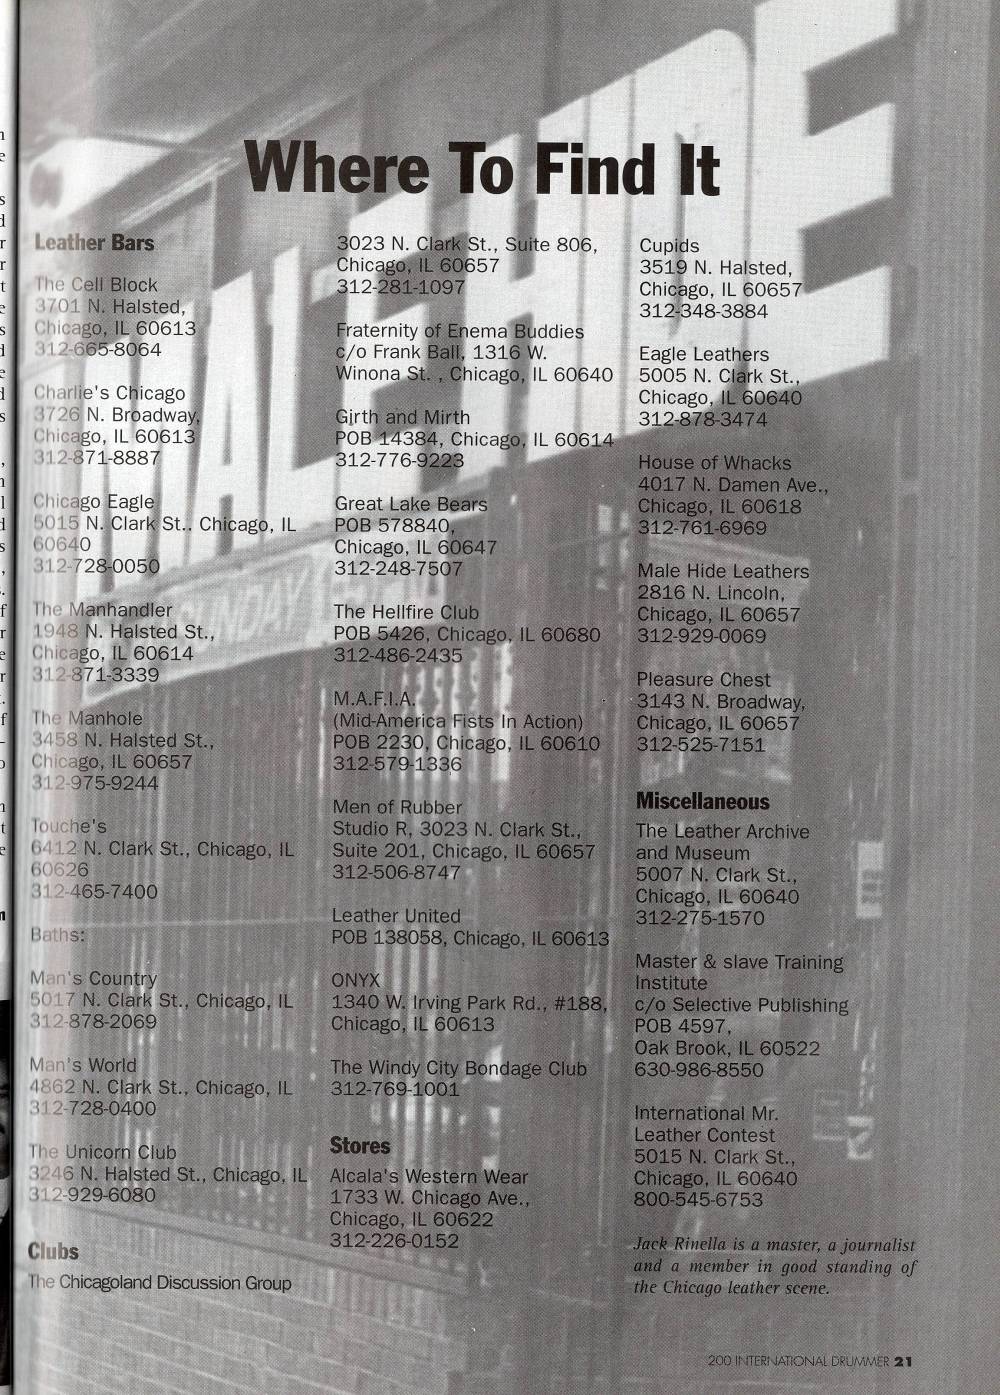 Where To Find It
Leather Bars
The Cell Block
3701 N. Halsted,
Chicago, IL 60613
312-665-8064
Charlie's Chicago
3726 N. Broadway,
Chicago, IL 60613
312-871-8887
Chicago Eagle
5015 N. Clark St.. Chicago, IL
60640
312-728-0050
The Manhandler
1948 N. Halsted St.,
Chicago, IL 60614
312-871-3339
The Manhole
3458 N. Halsted St.,
Chicago, IL 60657
312-975-9244
Touche's
6412 N. Clark St., Chicago, IL
60626
312-465-7400
Baths:
Man's Country
5017 N. Clark St., Chicago, IL
312-878-2069
Man's World
4862 N. Clark St., Chicago, IL
312-728-0400
The Unicorn Club
3246 N. Halsted St., Chicago, IL
312-929-6080
Clubs
The Chicagoland Discussion Group
3023 N. Clark St., Suite 806,
Chicago, IL 60657
312-281-1097
Fraternity of Enema Buddies
c/o Frank Ball, 1316 W.
Winona St. , Chicago, IL 60640
Girth and Mirth
POB 14384, Chicago, IL 60614
312-776-9223
Great Lake Bears
POB 578840,
Chicago, IL 60647
312-248-7507
The Hellfire Club
POB 5426, Chicago, IL 60680
312-486-2435
M.A.F.I.A.
(Mid-America Fists In Action)
POB 2230, Chicago, IL 60610
312-579-1336
Men of Rubber
Studio R, 3023 N. Clark St.,
Suite 201, Chicago, IL 60657
312-506-8747
Leather United
POB 138058, Chicago, IL 60613
ONYX
1340 W. Irving Park Rd., #188,
Chicago, IL 60613
The Windy City Bondage Club
312-769-1001
Stores
Alcala's Western Wear
1733 W. Chicago Ave.,
Chicago, IL 60622
312-226-0152
Cupids
3519 N. Halsted,
Chicago, IL 60657
312-348-3884
Eagle Leathers
5005 N. Clark St.,
Chicago, IL 60640
312-878-3474
House of Whacks
4017 N. Damen Ave.,
Chicago, IL 60618
312-761-6969
Male Hide Leathers
2816 N. Lincoln,
Chicago, IL 60657
312-929-0069
Pleasure Chest
3143 N. Broadway,
Chicago, IL 60657
312-525-7151
Miscellaneous
The Leather Archive
and Museum
5007 N. Clark St.,
Chicago, IL 60640
312-275-1570
Master & slave Training
Institute
c/o Selective Publishing
POB 4597,
Oak Brook, IL 60522
630-986-8550
International Mr.
Leather Contest
5015 N. Clark St.,
Chicago, IL 60640
800-545-6753
Jack Rinella is a master, a journalist
and a member in good standing of
the Chicago leather scene.
200 INTERNATIONAL DRUMMER 21
MALE HIDE
SUNDAY